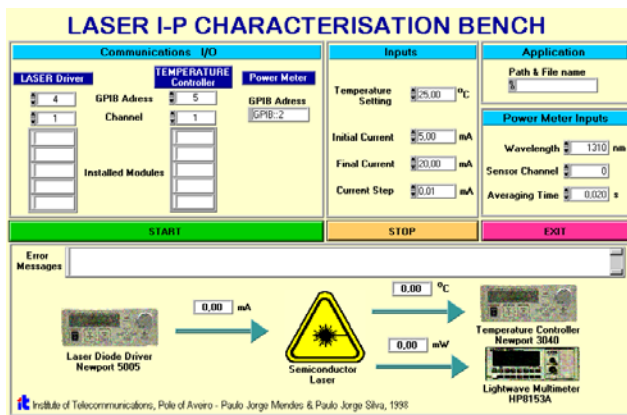 LASER I-P CHARACTERISATION BENCH
Communications I/O
LASER Driver
TEMPERATURE
Controller
Power Meter
4
GPIB Adress
5
GPIB Adress
1
Channel
1
GPIB::2
Installed Modules
Inputs
Temperature
Setting
25,00 ºC
Initial Current 5,00 mA
Final Current 20,00 mA
Current Step 0,01 mA
Application
Path & File name
Power Meter Inputs
Wavelength 1310 nm
Sensor Channel 0
Averaging Time 0,020 s
START
STOP
EXIT
Error
Messages
0,00 mA
0,00 ºC
0,00 mW
Laser Diode Driver
Newport 5005
Semiconductor
Laser
Temperature Controller
Newport 3040
Lightwave Multimeter
HP8153A
it Institute of Telecommunications, Pole of Aveiro - Paulo Jorge Mendes & Paulo Jorge Silva, 1998